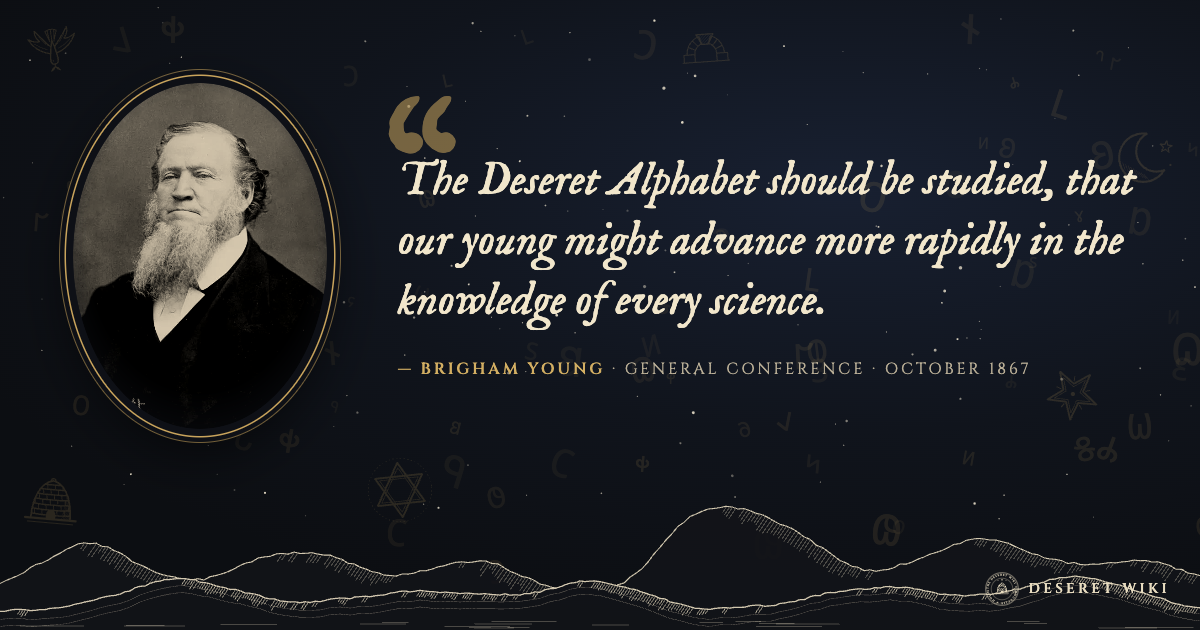 “
The Deseret Alphabet should be studied, that
our young might advance more rapidly in the
knowledge of every science.
— BRIGHAM YOUNG · GENERAL CONFERENCE · OCTOBER 1867
DESERET WIKI